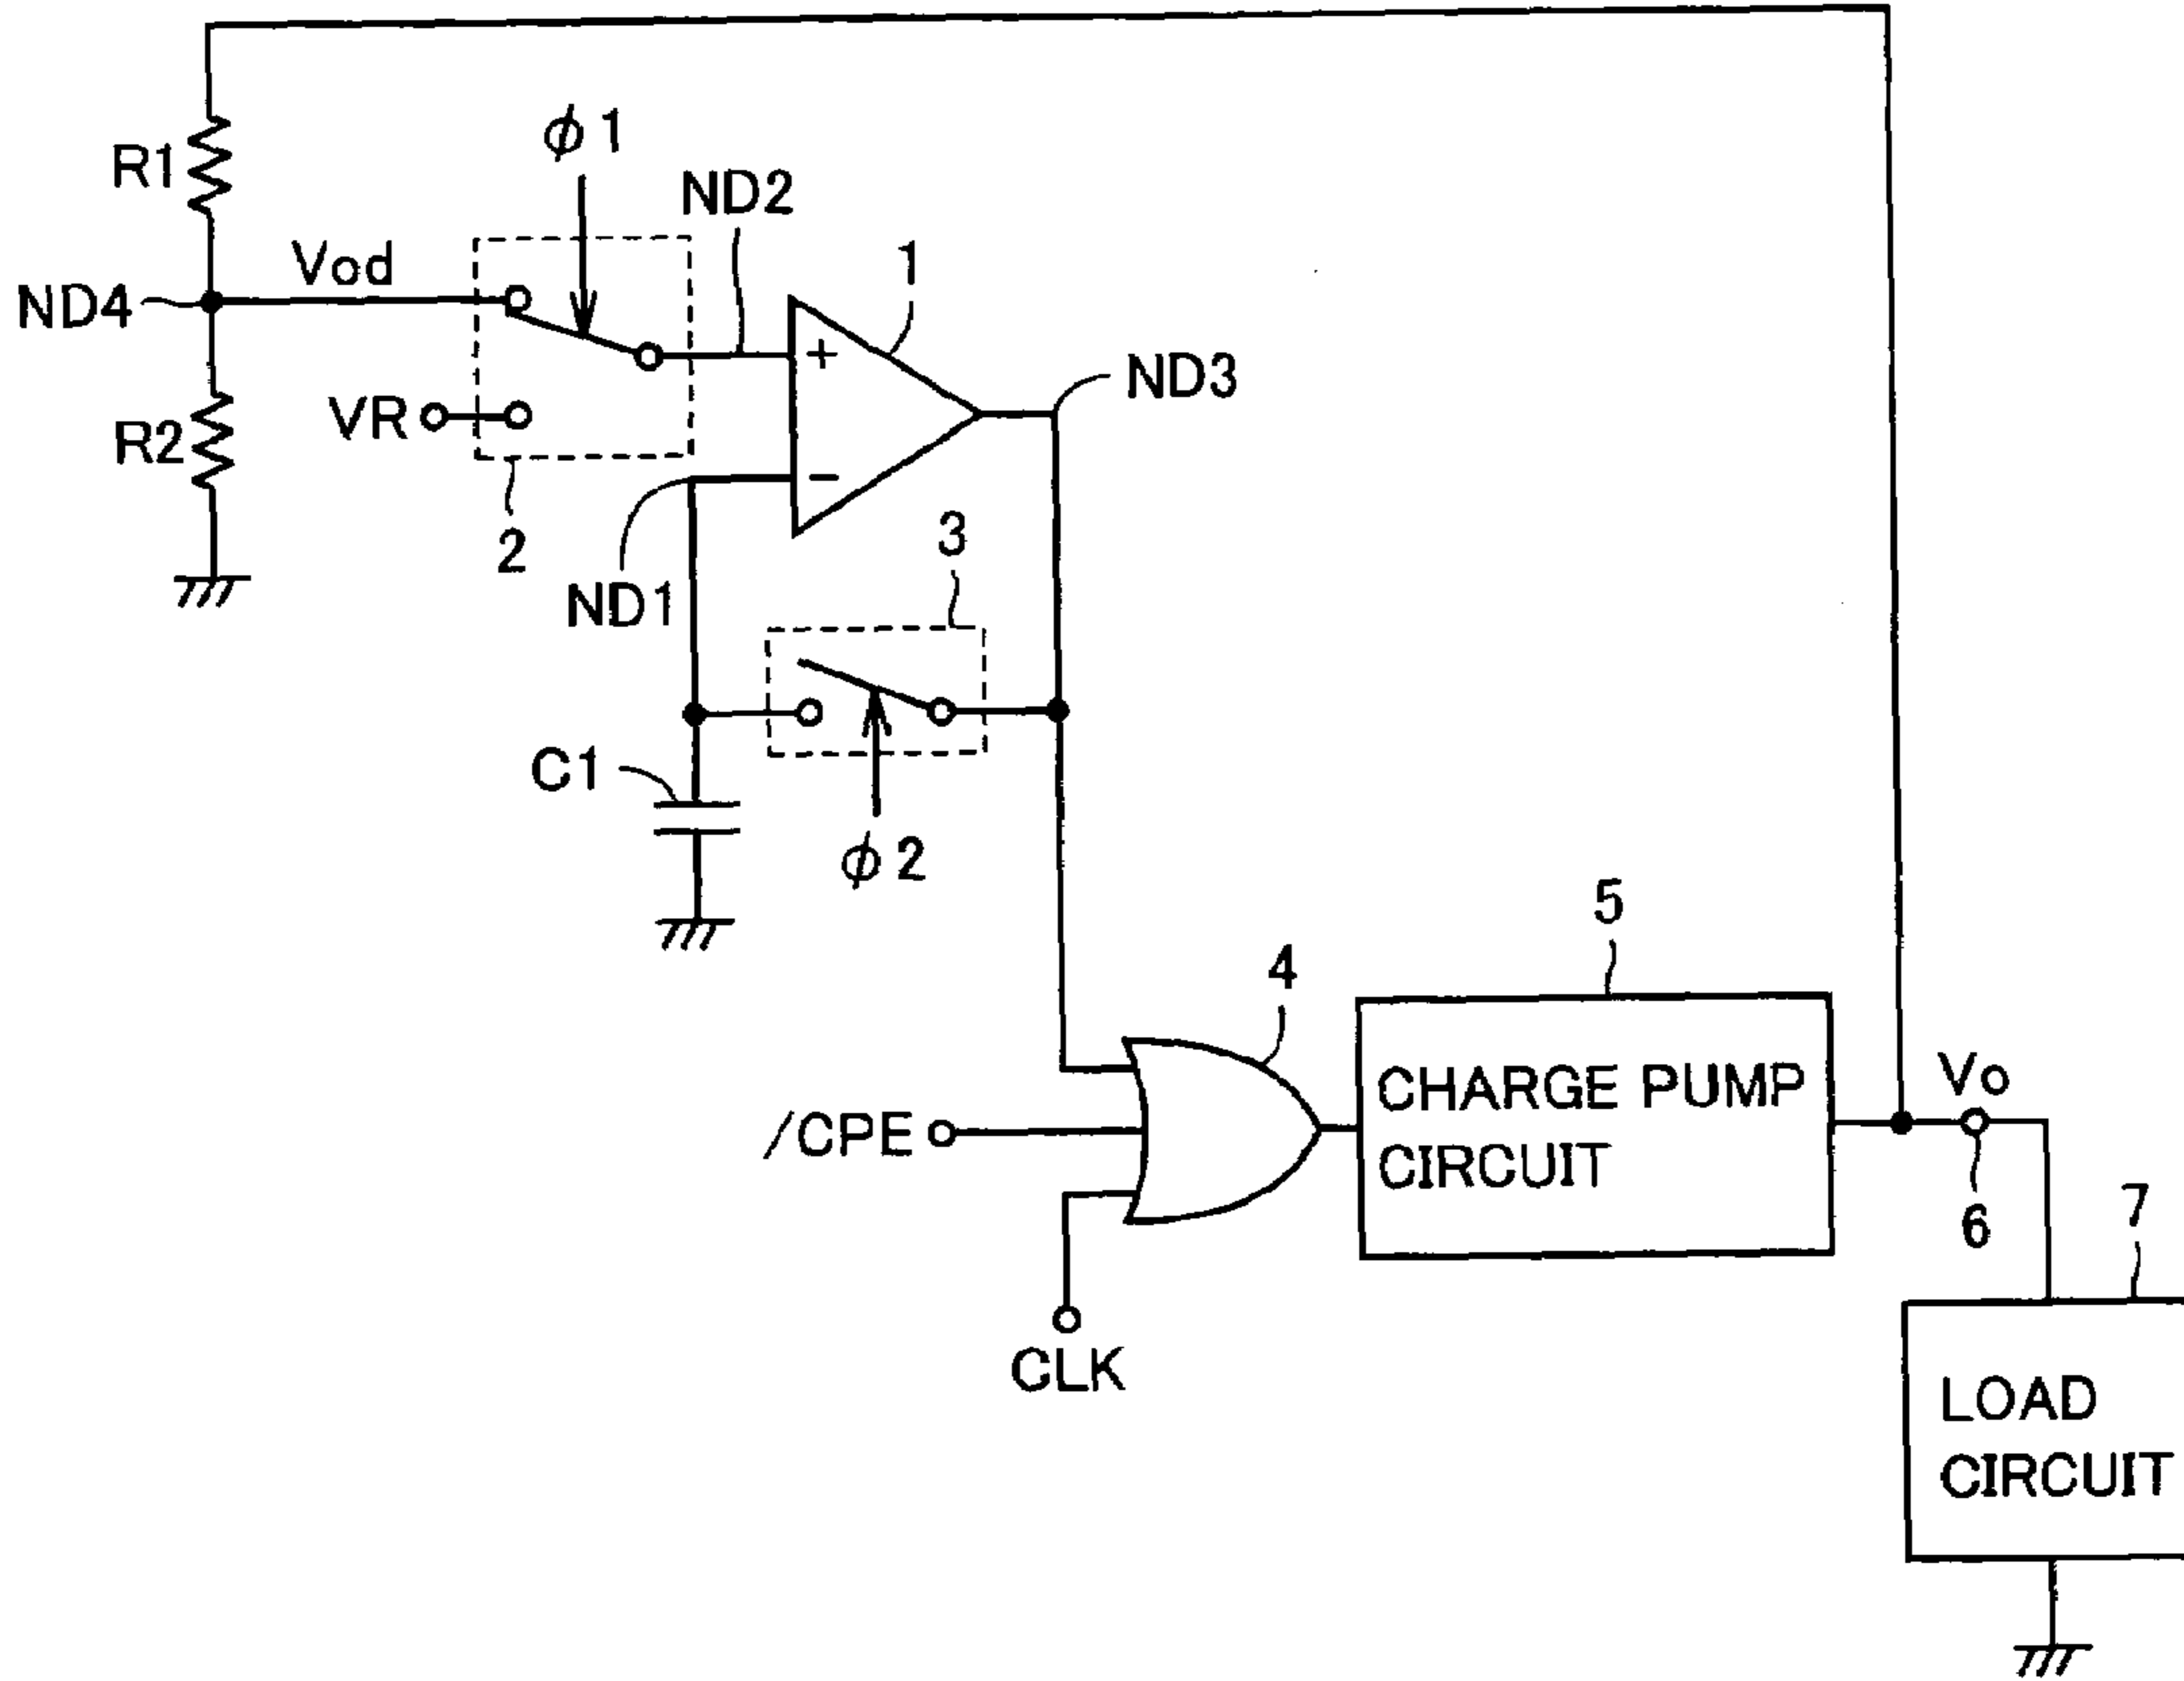 φ1
R1
ND2
1
Vod
ND4
+
ND3
VR
R2
−
2
3
ND1
C1
φ2
5
4
CHARGE PUMP
CIRCUIT
Vo
/CPE
6
7
CLK
LOAD
CIRCUIT